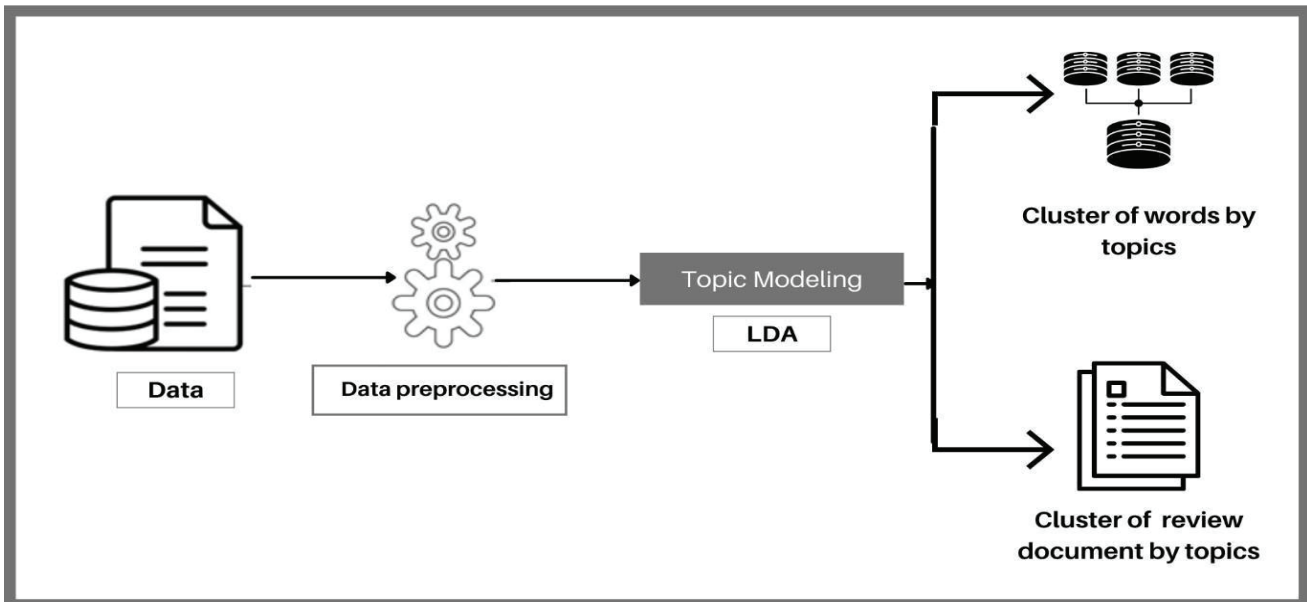 Data
Data preprocessing
Topic Modeling
LDA
Cluster of words by
topics
Cluster of review
document by topics